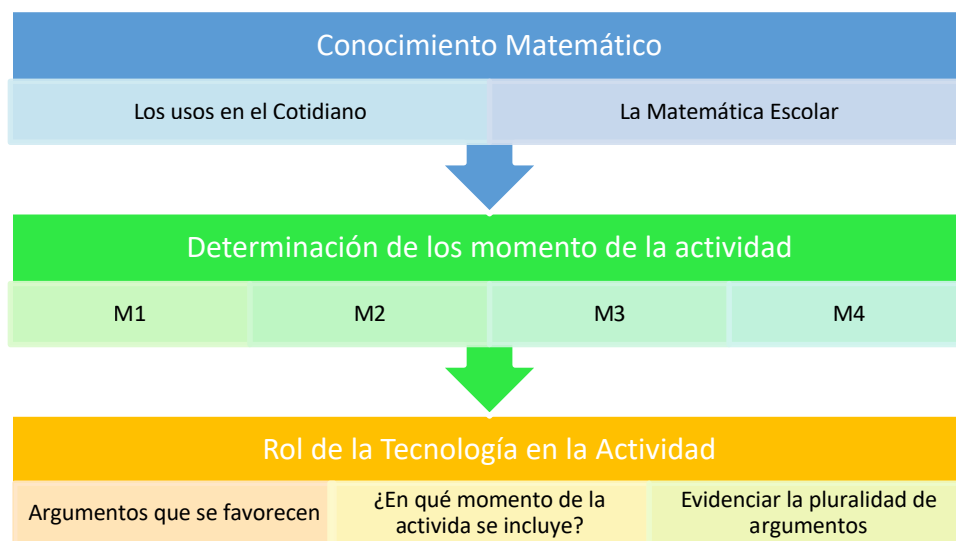 Conocimiento Matemático
Los usos en el Cotidiano
La Matemática Escolar
Determinación de los momento de la actividad
M1
M2
M3
M4
Rol de la Tecnología en la Actividad
Argumentos que se favorecen
¿En qué momento de la
activida se incluye?
Evidenciar la pluralidad de
argumentos